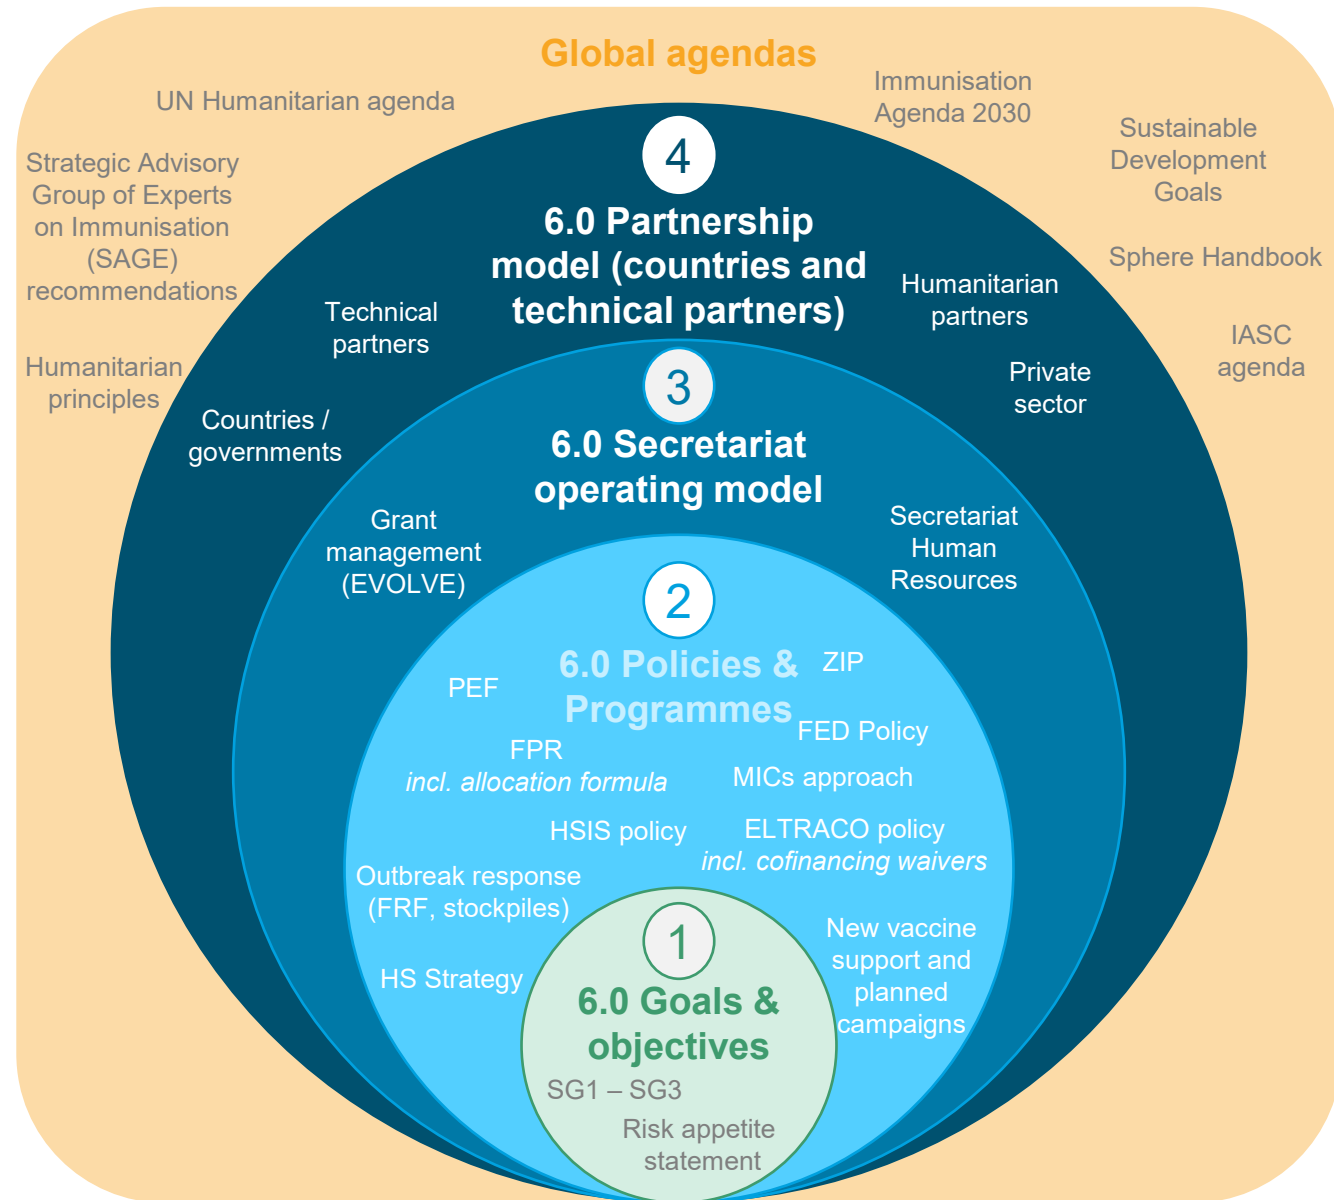 Global agendas
UN Humanitarian agenda
Immunisation
Agenda 2030
Sustainable
Development
Goals
Strategic Advisory
Group of Experts
on Immunisation
(SAGE)
recommendations
Sphere Handbook
IASC
agenda
Humanitarian
principles
4
6.0 Partnership
model (countries and
technical partners)
Technical
partners
Humanitarian
partners
Private
sector
Countries /
governments
3
6.0 Secretariat
operating model
Grant
management
(EVOLVE)
Secretariat
Human
Resources
2
6.0 Policies &
Programmes
ZIP
PEF
FED Policy
FPR
incl. allocation formula
MICs approach
HSIS policy
ELTRACO policy
incl. cofinancing waivers
Outbreak response
(FRF, stockpiles)
New vaccine
support and
planned
campaigns
HS Strategy
1
6.0 Goals &
objectives
SG1 – SG3
Risk appetite
statement